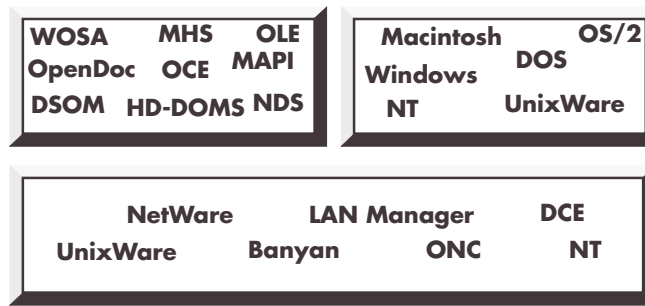 WOSA MHS OLE
OpenDoc OCE MAPI
DSOM HD-DOMS NDS
Macintosh OS/2
Windows DOS
NT UnixWare
NetWare LAN Manager DCE
UnixWare Banyan ONC NT